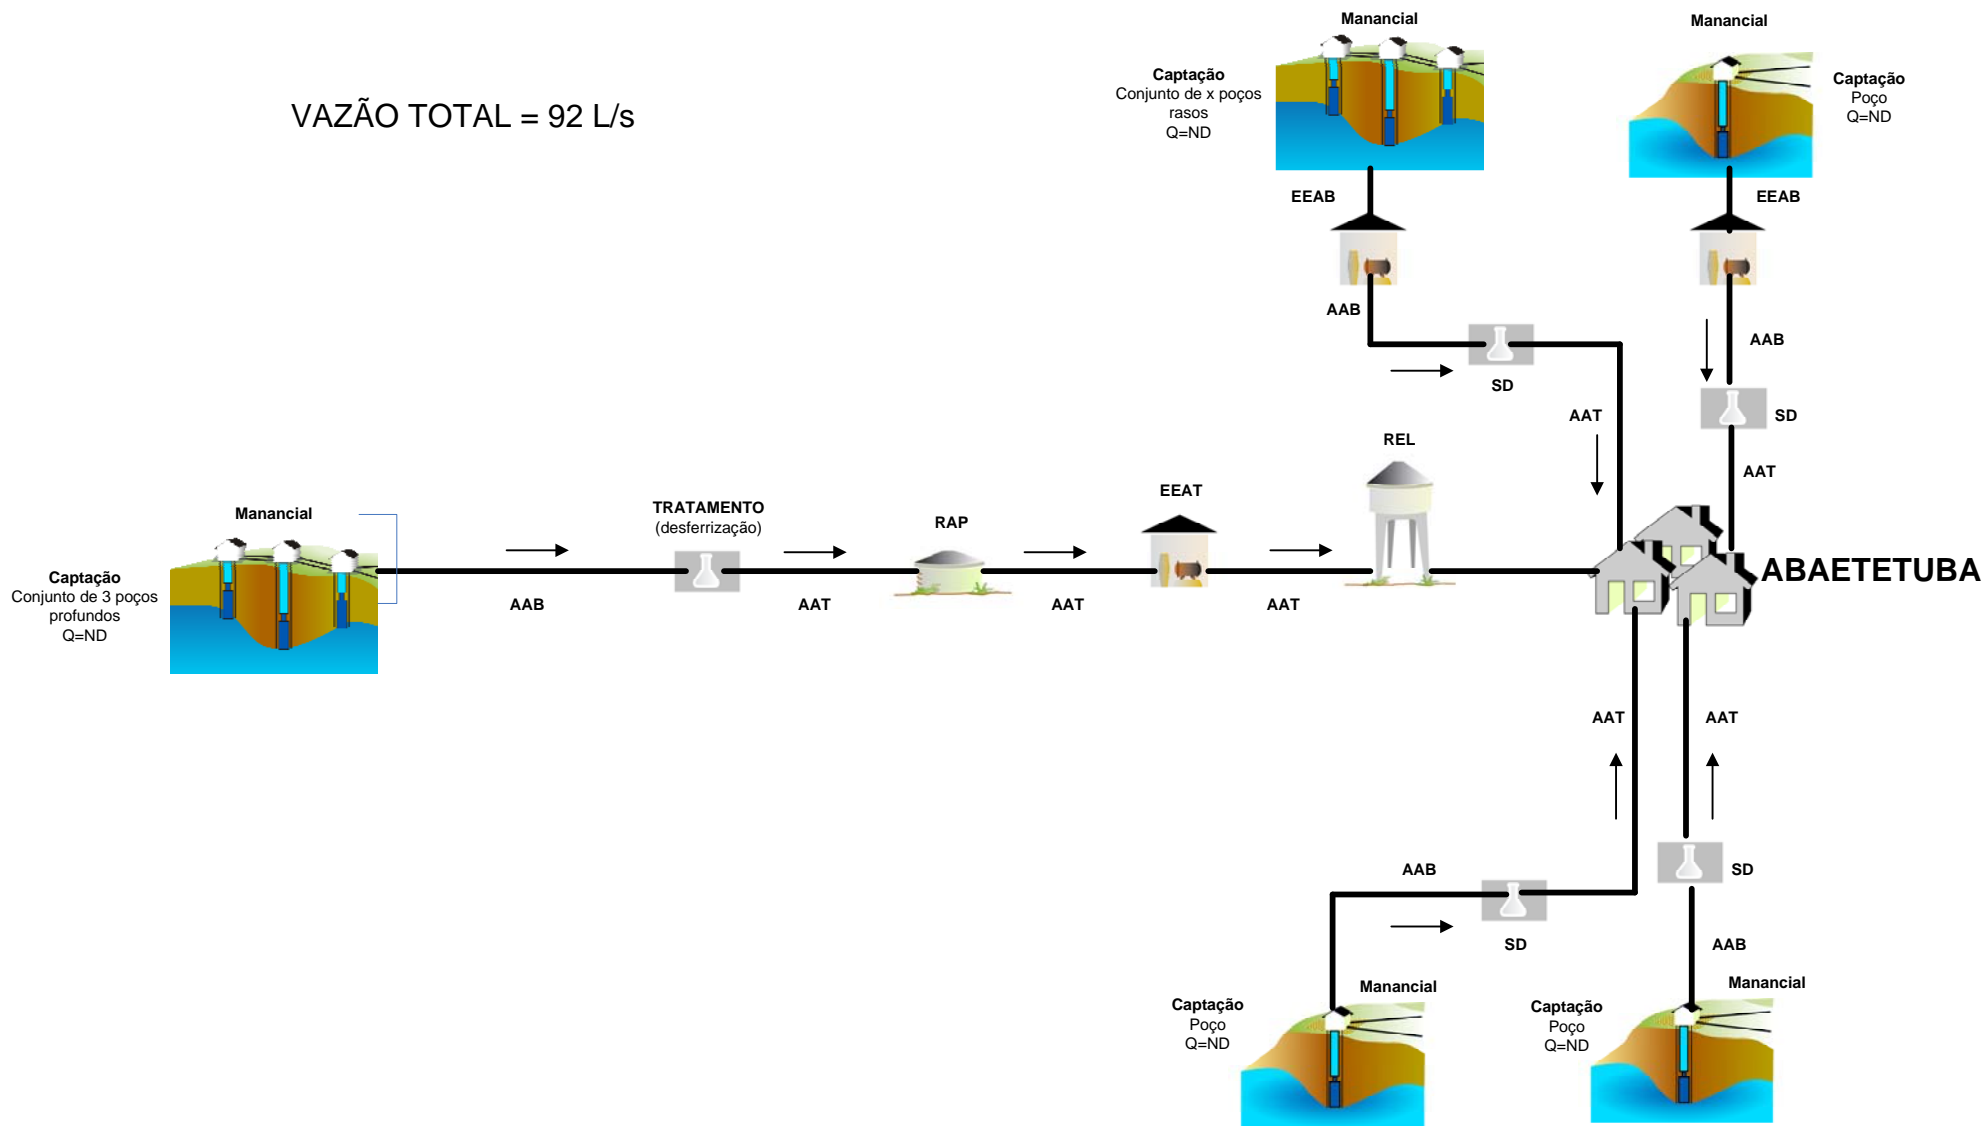 VAZÃO TOTAL = 92 L/s
Manancial
Captação
Conjunto de x poços
rasos
Q=ND
EEAB
AAB
SD
AAT
Manancial
Captação
Poço
Q=ND
EEAB
AAB
SD
AAT
Manancial
Captação
Conjunto de 3 poços
profundos
Q=ND
AAB
TRATAMENTO
(desferrização)
AAT
RAP
AAT
EEAT
AAT
REL
ABAETETUBA
AAT
AAB
SD
Manancial
Captação
Poço
Q=ND
AAT
SD
AAB
Manancial
Captação
Poço
Q=ND